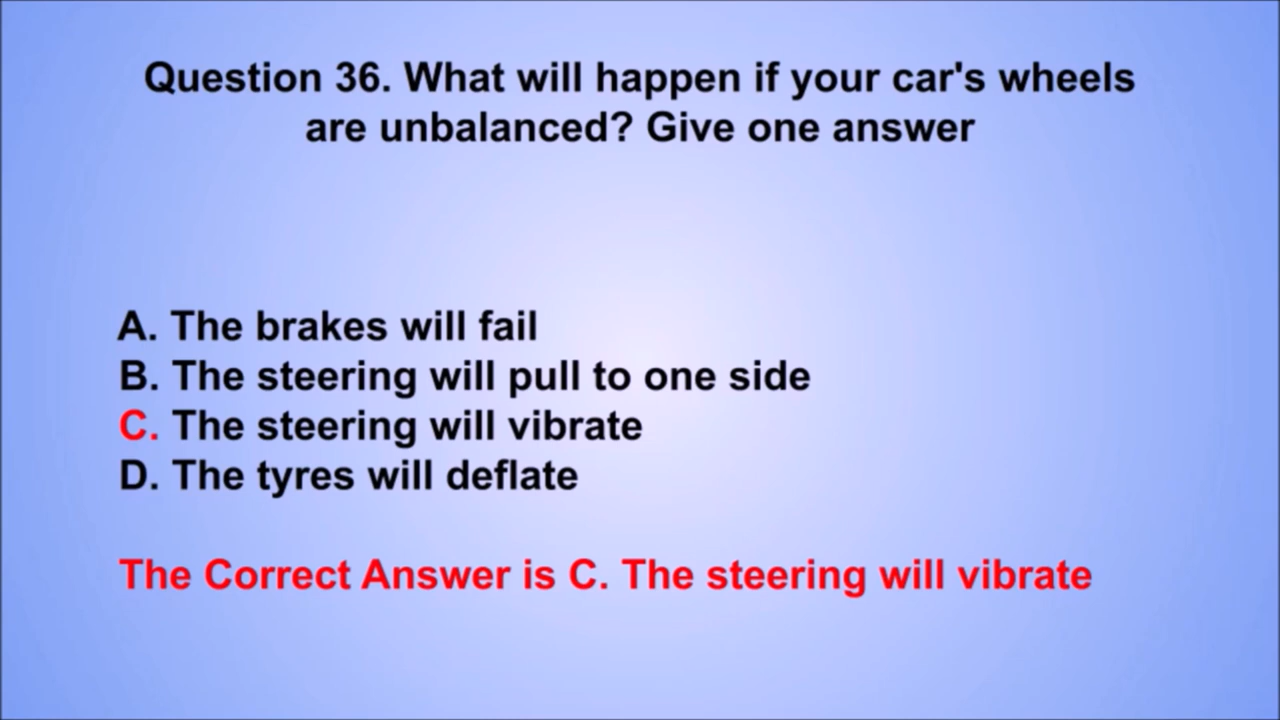 Question 36. What will happen if your car's wheels
are unbalanced? Give one answer
A. The brakes will fail
B. The steering will pull to one side
C. The steering will vibrate
D. The tyres will deflate
The Correct Answer is C. The steering will vibrate